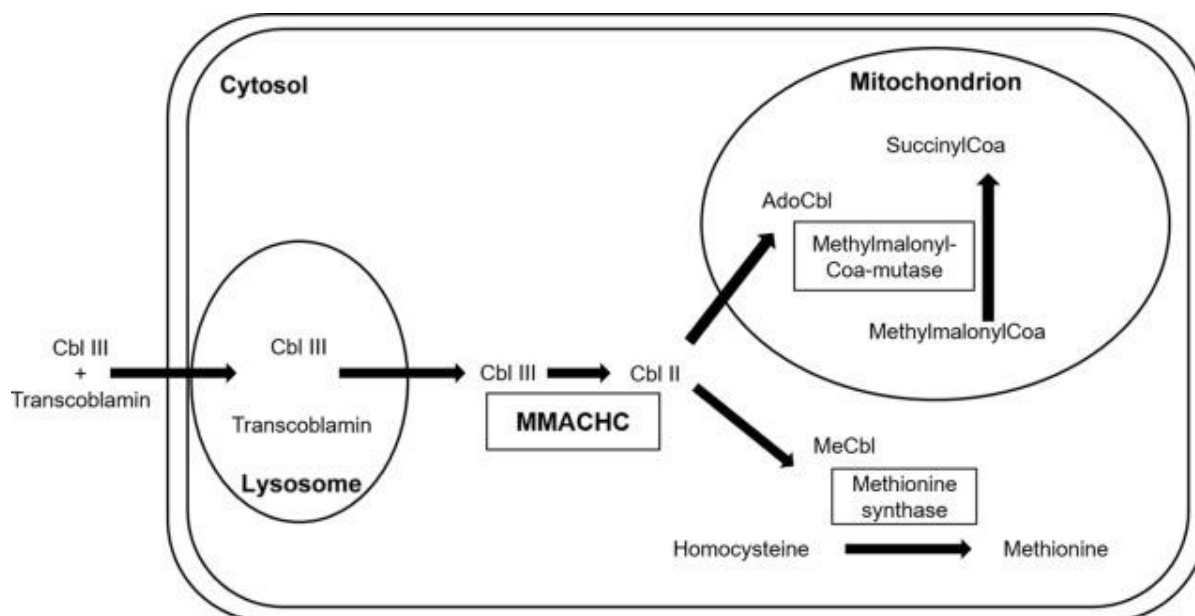 Cytosol
Mitochondrion
SuccinylCoa
AdoCbl
Methylmalonyl-
Coa-mutase
MethylmalonylCoa
Cbl III
+
Transcoblamin
Cbl III
Transcoblamin
Lysosome
Cbl III
Cbl II
MMACHC
MeCbl
Methionine
synthase
Homocysteine
Methionine